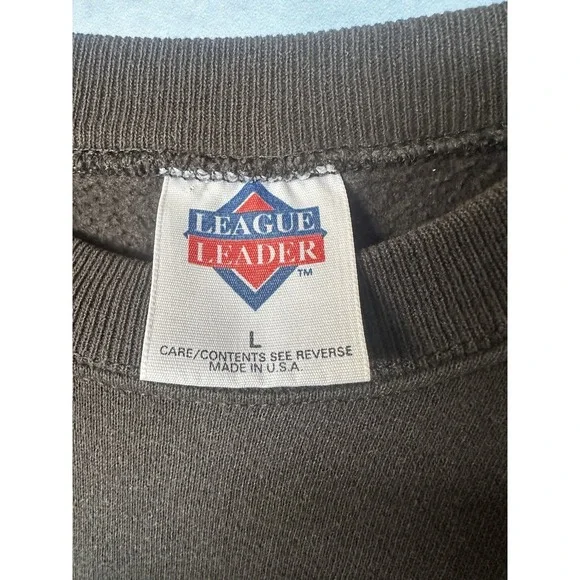 LEAGUE
LEADER
TM
L
CARE/CONTENTS SEE REVERSE
MADE IN U.S.A.